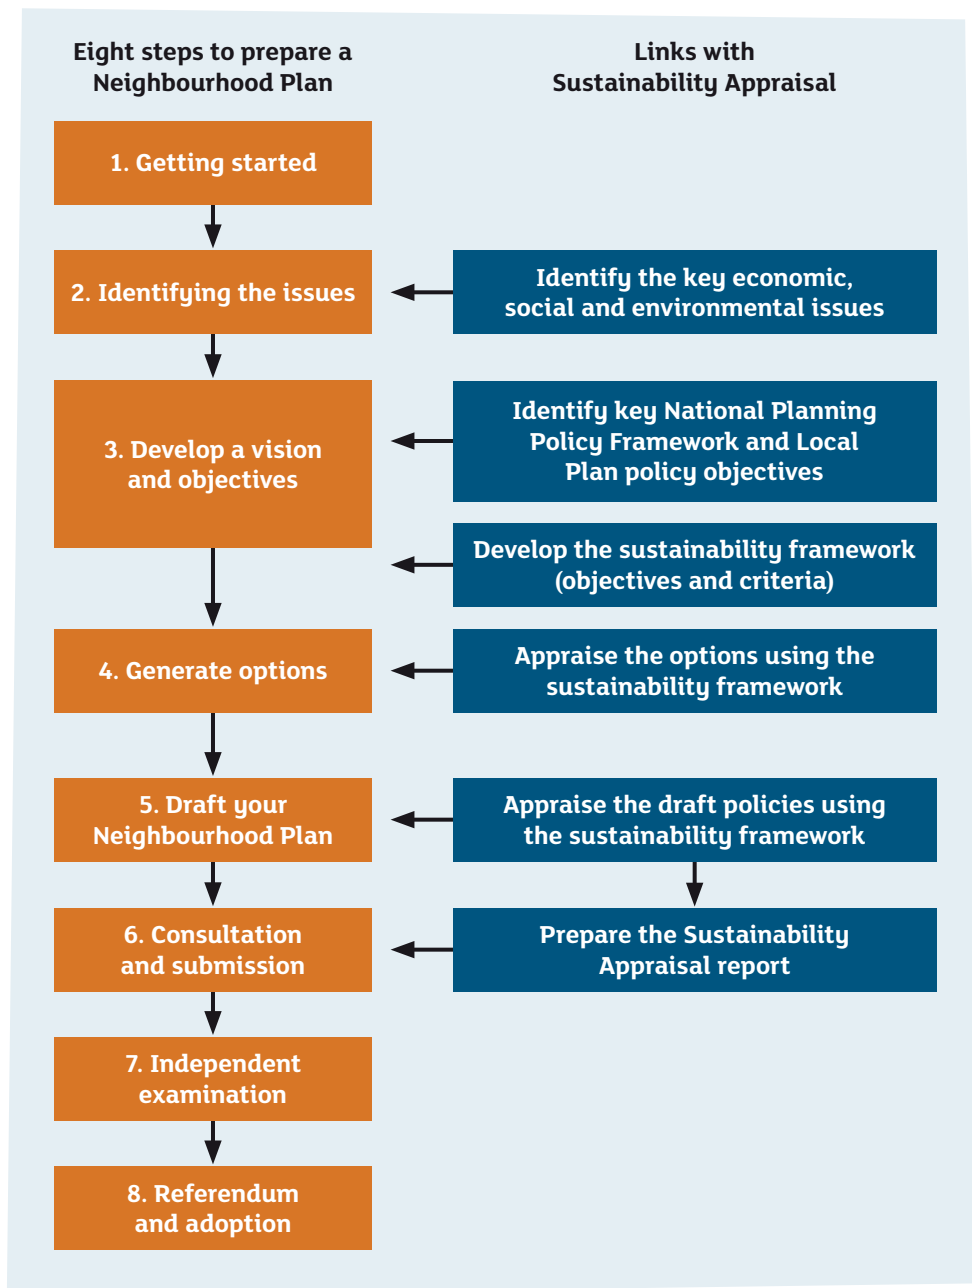 Eight steps to prepare a
Neighbourhood Plan
Links with
Sustainability Appraisal
1. Getting started
2. Identifying the issues
Identify the key economic,
social and environmental issues
3. Develop a vision
and objectives
Identify key National Planning
Policy Framework and Local
Plan policy objectives
Develop the sustainability framework
(objectives and criteria)
4. Generate options
Appraise the options using the
sustainability framework
5. Draft your
Neighbourhood Plan
Appraise the draft policies using
the sustainability framework
6. Consultation
and submission
Prepare the Sustainability
Appraisal report
7. Independent
examination
8. Referendum
and adoption